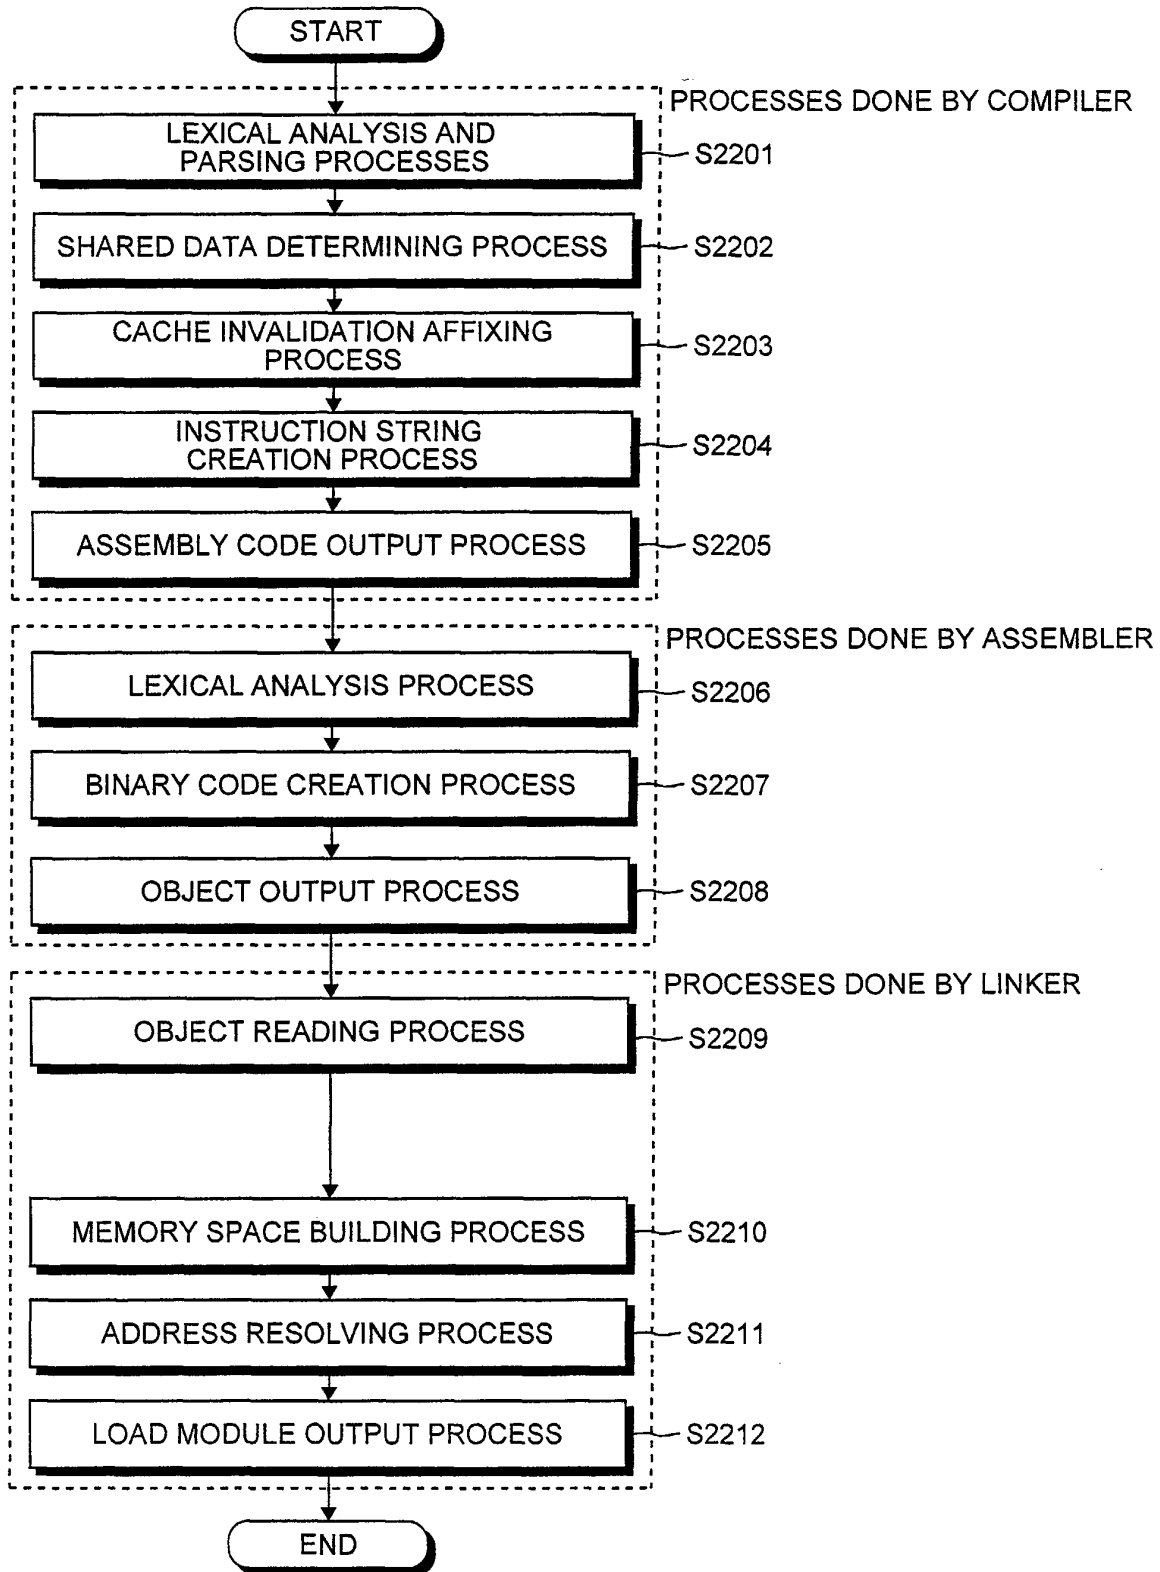 START
PROCESSES DONE BY COMPILER
LEXICAL ANALYSIS AND
PARSING PROCESSES
S2201
SHARED DATA DETERMINING PROCESS
S2202
CACHE INVALIDATION AFFIXING
PROCESS
S2203
INSTRUCTION STRING
CREATION PROCESS
S2204
ASSEMBLY CODE OUTPUT PROCESS
S2205
PROCESSES DONE BY ASSEMBLER
LEXICAL ANALYSIS PROCESS
S2206
BINARY CODE CREATION PROCESS
S2207
OBJECT OUTPUT PROCESS
S2208
PROCESSES DONE BY LINKER
OBJECT READING PROCESS
S2209
MEMORY SPACE BUILDING PROCESS
S2210
ADDRESS RESOLVING PROCESS
S2211
LOAD MODULE OUTPUT PROCESS
S2212
END